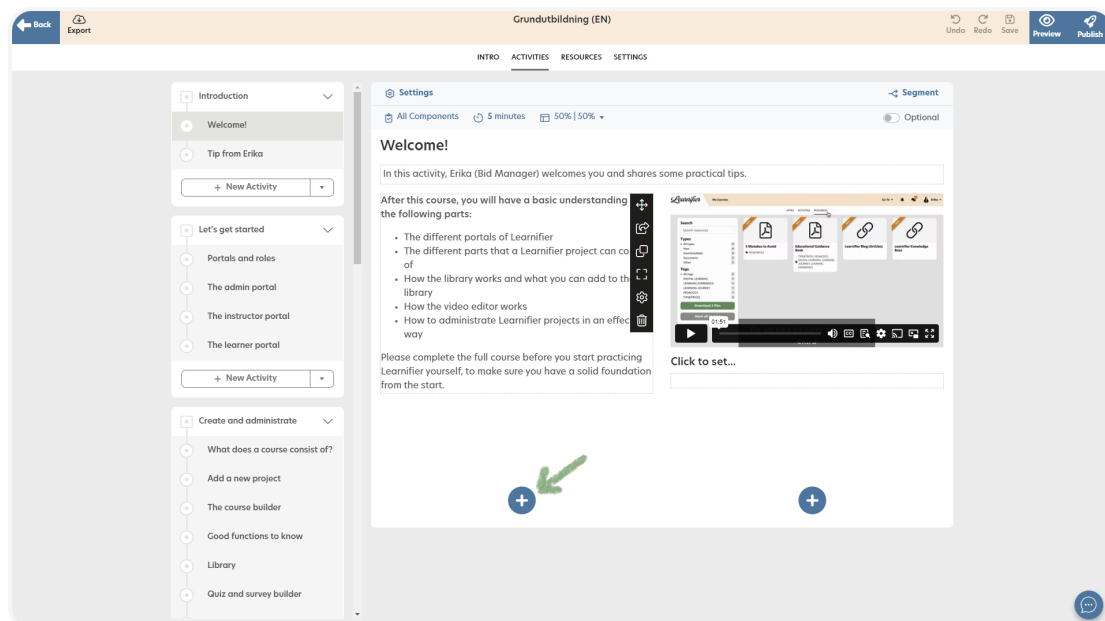 Back
Export
Grundutbildning (EN)
Undo
Redo
Save
Preview
Publish
INTRO
ACTIVITIES
RESOURCES
SETTINGS
Introduction
Welcome!
Tip from Erika
+ New Activity
Let's get started
Portals and roles
The admin portal
The instructor portal
The learner portal
+ New Activity
Create and administrate
What does a course consist of?
Add a new project
The course builder
Good functions to know
Library
Quiz and survey builder
Settings
Segment
All Components
5 minutes
50% | 50%
Optional
Welcome!
In this activity, Erika (Bid Manager) welcomes you and shares some practical tips.
After this course, you will have a basic understanding
the following parts:
• The different portals of Learnifier
• The different parts that a Learnifier project can co
of
• How the library works and what you can add to th
library
• How the video editor works
• How to administrate Learnifier projects in an effec
way
Please complete the full course before you start practicing
Learnifier yourself, to make sure you have a solid foundation
from the start.
Learnifier
Search
Types
Tags
01:51
Click to set...